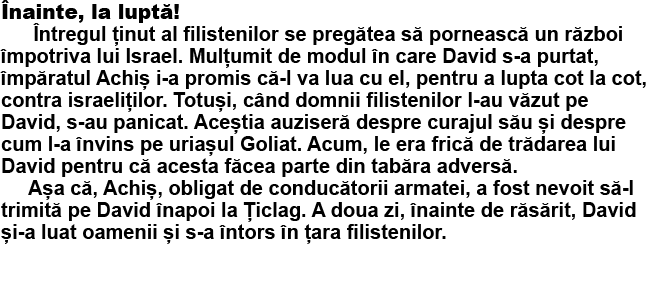 Înainte, la luptă!
Întregul ținut al filistenilor se pregătea să pornească un război
împotriva lui Israel. Mulțumit de modul în care David s-a purtat,
împăratul Achiș i-a promis că-l va lua cu el, pentru a lupta cot la cot,
contra israeliților. Totuși, când domnii filistenilor l-au văzut pe
David, s-au panicat. Aceștia auziseră despre curajul său și despre
cum l-a învins pe uriașul Goliat. Acum, le era frică de trădarea lui
David pentru că acesta făcea parte din tabăra adversă.
Așa că, Achiș, obligat de conducătorii armatei, a fost nevoit să-l
trimită pe David înapoi la Țiclag. A doua zi, înainte de răsărit, David
și-a luat oamenii și s-a întors în țara filistenilor.